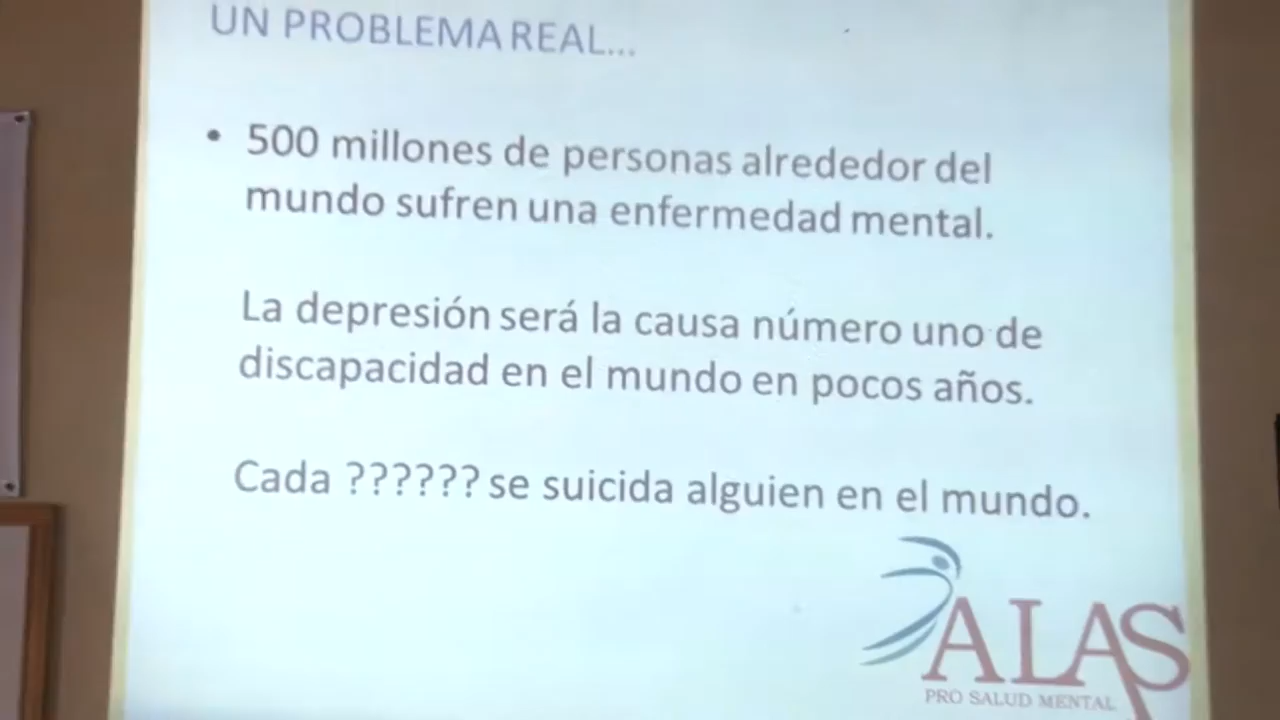 UN PROBLEMA REAL...
• 500 millones de personas alrededor del
mundo sufren una enfermedad mental.
La depresión será la causa número uno de
discapacidad en el mundo en pocos años.
Cada ?????? se suicida alguien en el mundo.
ALAS
PRO SALUD MENTAL